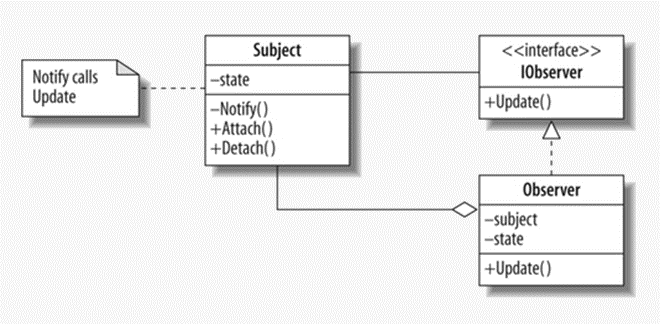 Notify calls
Update
Subject
–state
–Notify()
+Attach()
+Detach()
<<interface>>
IObserver
+Update()
Observer
–subject
–state
+Update()